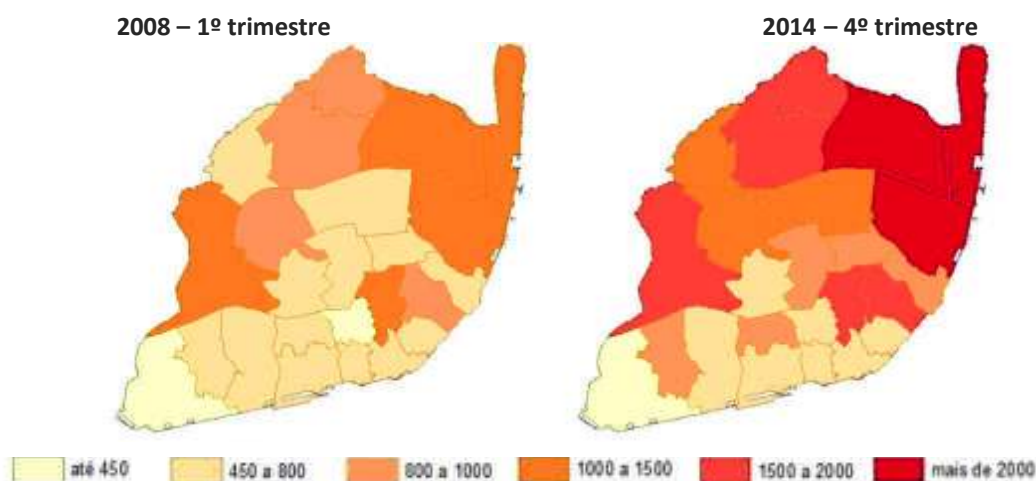 2008 – 1º trimestre
2014 – 4º trimestre
até 450
450 a 800
800 a 1000
1000 a 1500
1500 a 2000
mais de 2000